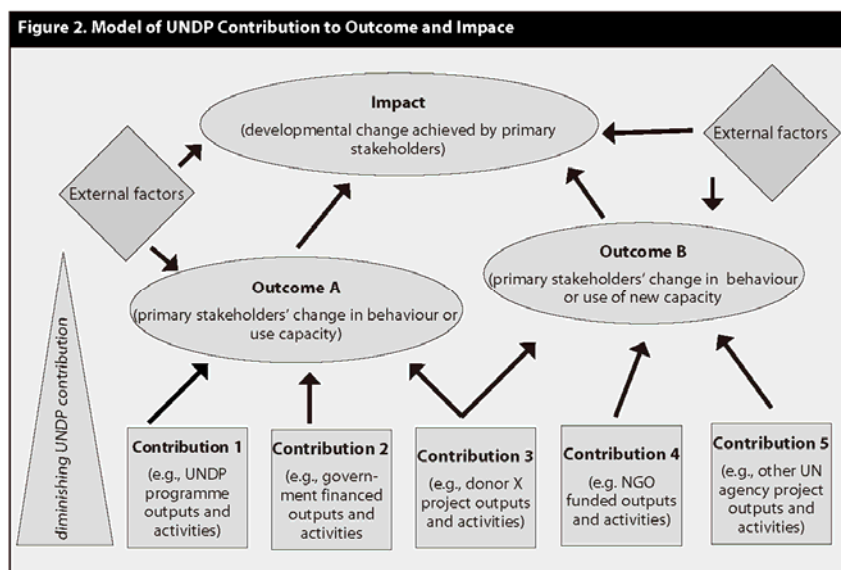 Figure 2. Model of UNDP Contribution to Outcome and Impace
Impact
(developmental change achieved by primary
stakeholders)
External factors
External factors
Outcome B
(primary stakeholders' change in behaviour
or use of new capacity
Outcome A
(primary stakeholders' change in behaviour or
use capacity)
diminishing UNDP contribution
Contribution 1
(e.g., UNDP
programme
outputs and
activities)
Contribution 2
(e.g., govern-
ment financed
outputs and
activities
Contribution 3
(e.g., donor X
project outputs
and activities)
Contribution 4
(e.g. NGO
funded outputs
and activities)
Contribution 5
(e.g., other UN
agency project
outputs and
activities)